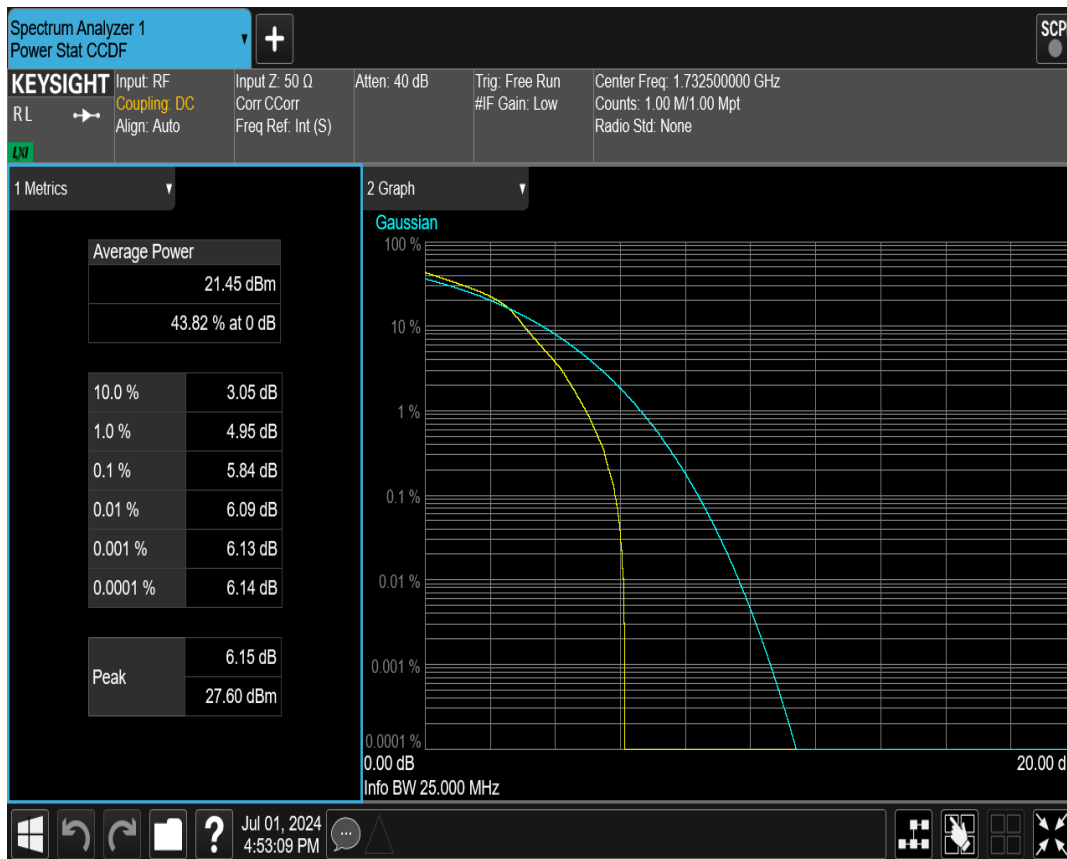 Spectrum Analyzer 1
Power Stat CCDF
+
SCP
KEYSIGHT
RL
LXI
Input: RF
Coupling: DC
Align: Auto
Input Z: 50 Ω
Corr CCorr
Freq Ref: Int (S)
Atten: 40 dB
Trig: Free Run
#IF Gain: Low
Center Freq: 1.732500000 GHz
Counts: 1.00 M/1.00 Mpt
Radio Std: None
1 Metrics
Average Power
21.45 dBm
43.82 % at 0 dB
10.0 % 3.05 dB
1.0 % 4.95 dB
0.1 % 5.84 dB
0.01 % 6.09 dB
0.001 % 6.13 dB
0.0001 % 6.14 dB
Peak
6.15 dB
27.60 dBm
2 Graph
Gaussian
100 %
10 %
1 %
0.1 %
0.01 %
0.001 %
0.0001 %
0.00 dB 20.00 d
Info BW 25.000 MHz
?
Jul 01, 2024
4:53:09 PM